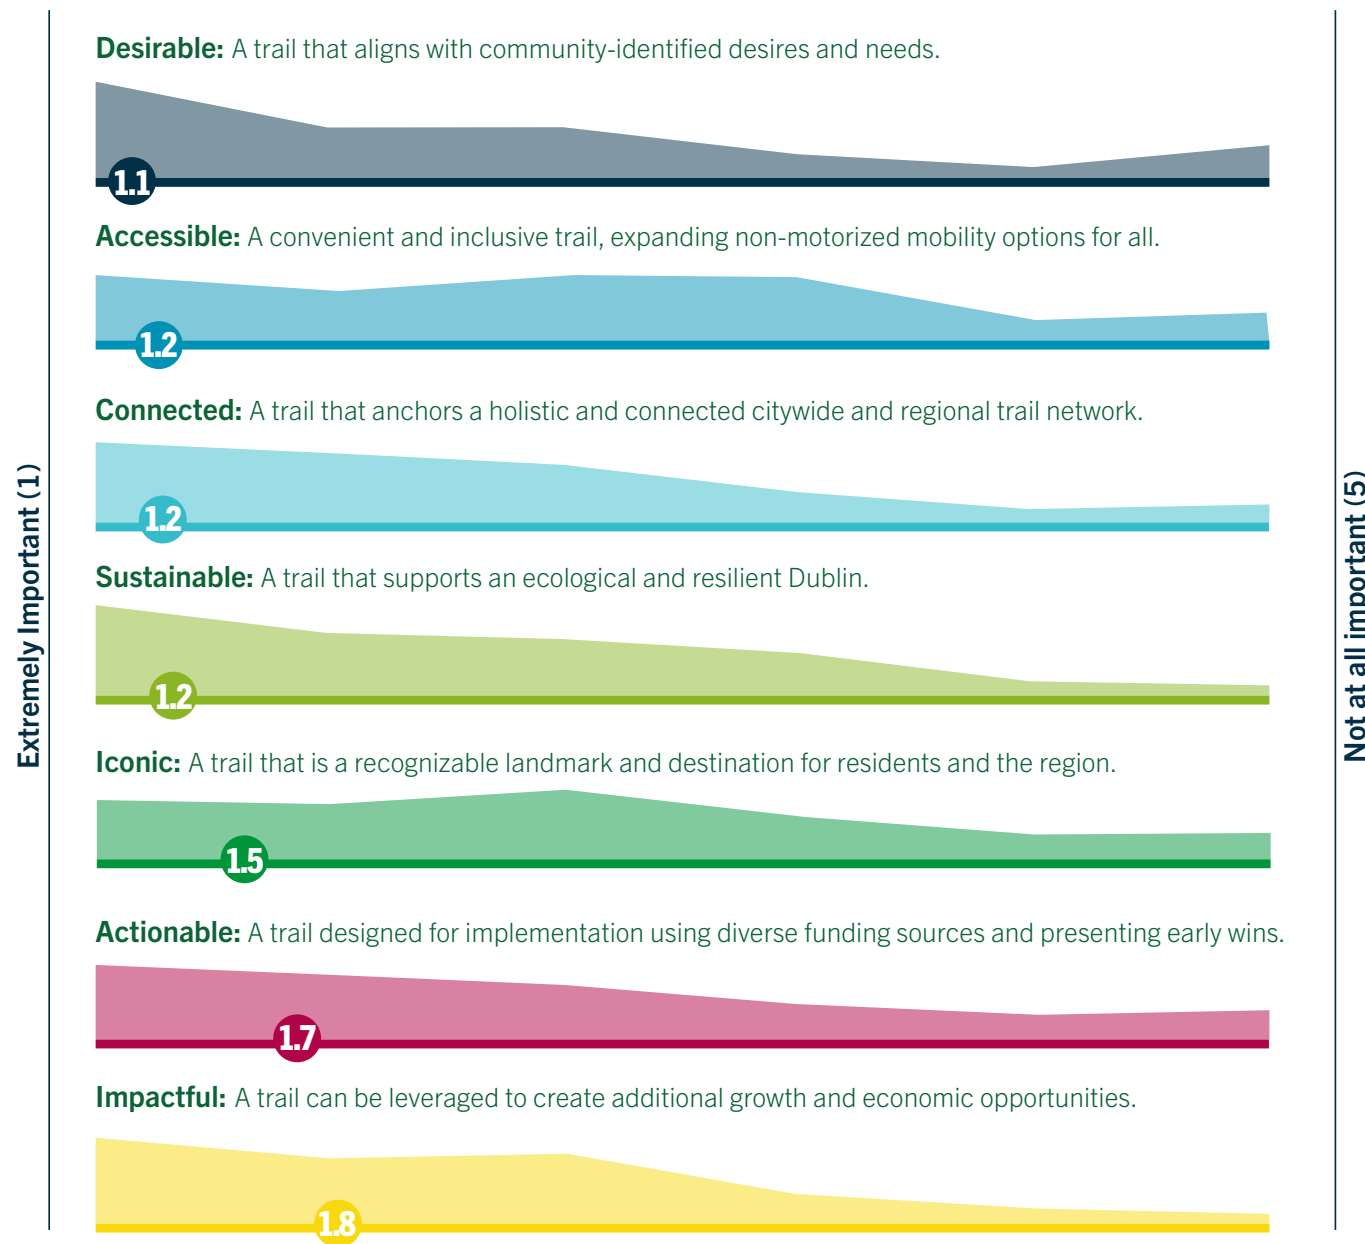 Extremely Important (1)
Desirable: A trail that aligns with community-identified desires and needs.
1.1
Accessible: A convenient and inclusive trail, expanding non-motorized mobility options for all.
1.2
Connected: A trail that anchors a holistic and connected citywide and regional trail network.
1.2
Sustainable: A trail that supports an ecological and resilient Dublin.
1.2
Iconic: A trail that is a recognizable landmark and destination for residents and the region.
1.5
Actionable: A trail designed for implementation using diverse funding sources and presenting early wins.
1.7
Impactful: A trail can be leveraged to create additional growth and economic opportunities.
1.8
Not at all important (5)